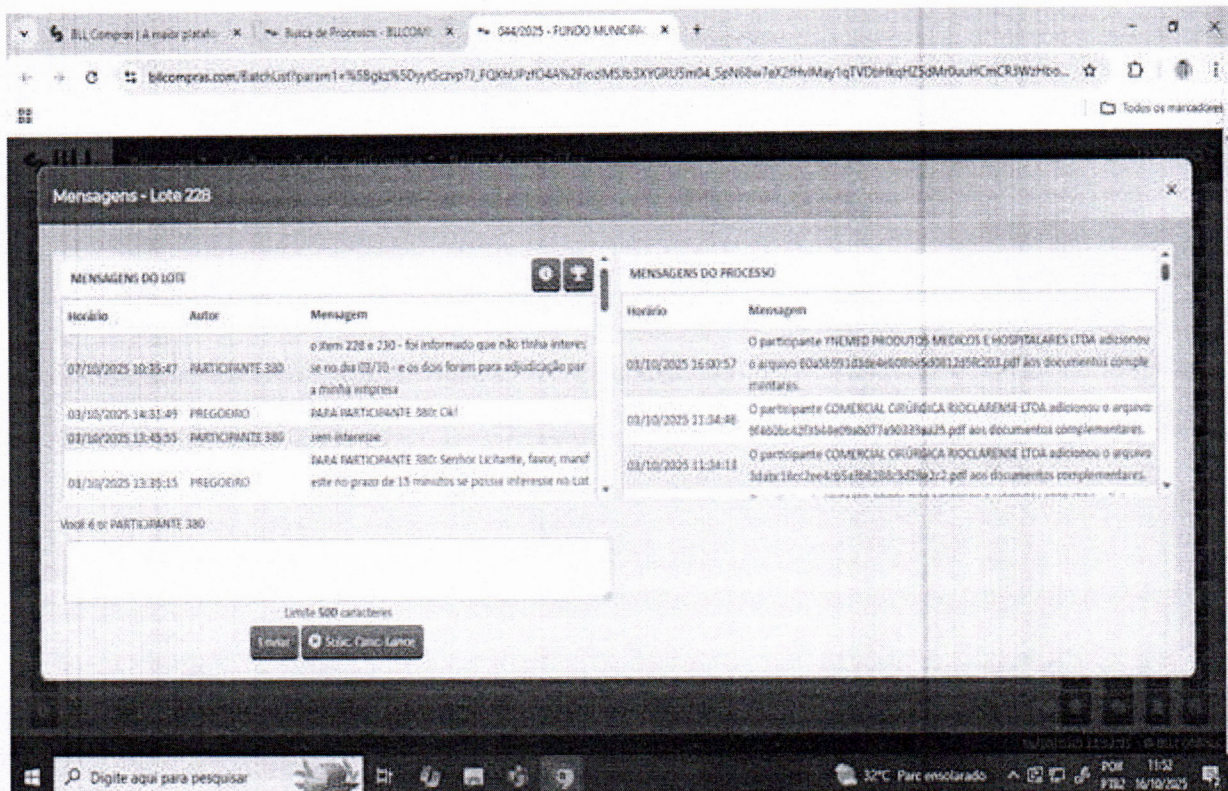 BLL Compras | A maior platafo
Busca de Processos - BLLCOM
044/2025 - FUNDO MUNICIPA
Todos os marcadores
Mensagens - Lote 228
MENSAGENS DO LOTE
Horário Autor Mensagem
07/10/2025 10:35:47 PARTICIPANTE 380 o item 228 e 230 - foi informado que não tinha interes
se no dia 03/10 - e os dois foram para adjudicação par
a minha empresa
03/10/2025 14:31:49 PREGOEIRO PARA PARTICIPANTE 380: Ok!
03/10/2025 13:45:55 PARTICIPANTE 380 sem interesse
03/10/2025 13:39:15 PREGOEIRO PARA PARTICIPANTE 380: Senhor Licitante, favor, manif
este no prazo de 15 minutos se possui interesse no Lot
MENSAGENS DO PROCESSO
Horário Mensagem
03/10/2025 16:00:57 O participante YNEMED PRODUTOS MEDICOS E HOSPITALARES LTDA adicionou
o arquivo aos documentos comple
mentares.
03/10/2025 11:34:46 O participante COMERCIAL CIRÚRGICA RIOCLARENSE LTDA adicionou o arquivo
aos documentos complementares.
03/10/2025 11:34:13 O participante COMERCIAL CIRÚRGICA RIOCLARENSE LTDA adicionou o arquivo
aos documentos complementares.
Você é o: PARTICIPANTE 380
Limite 500 caracteres
Enviar Solic. Canc. Lance
Digite aqui para pesquisar
32°C Parc ensolarado
POR 11:52
PTB2 16/10/2025